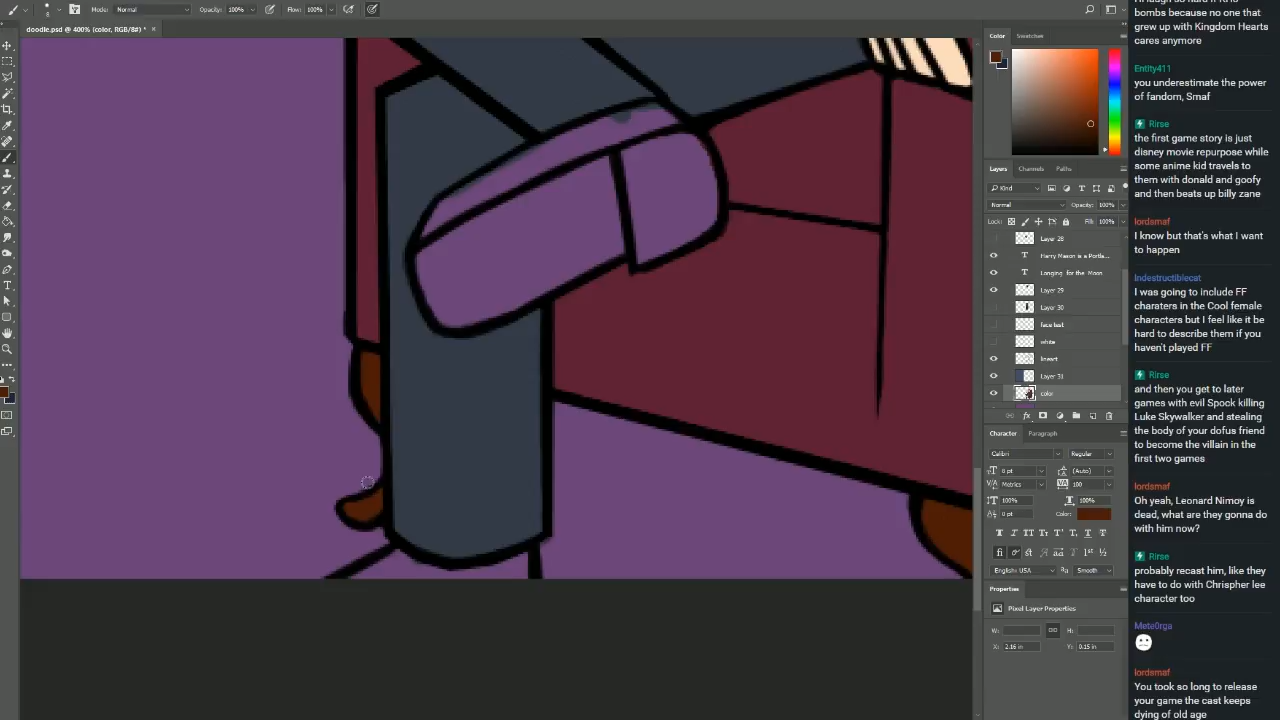 Mode: Normal Opacity: 100% Flow: 100%
doodle.psd @ 400% (color, RGB/8#) *
Color Swatches
Layers Channels Paths
Kind
Normal Opacity: 100%
Lock: Fill: 100%
Layer 28
Harry Mason is a Portla...
Longing for the Moon
Layer 29
Layer 30
face test
white
lineart
Layer 31
color
Character Paragraph
Calibri Regular
0 pt (Auto)
Metrics 100
100% 100%
0 pt Color:
English: USA Smooth
Properties
Pixel Layer Properties
W: H:
X: 2.16 in Y: 0.15 in
bombs because no one that
grew up with Kingdom Hearts
cares anymore
Entity411
you underestimate the power
of fandom, Smaf
Rirse
the first game story is just
disney movie repurpose while
some anime kid travels to
them with donald and goofy
and then beats up billy zane
lordsmaf
I know but that's what I want
to happen
Indestructiblecat
I was going to include FF
charaters in the Cool female
characters but I feel like it be
hard to describe them if you
haven't played FF
Rirse
and then you get to later
games with evil Spock killing
Luke Skywalker and stealing
the body of your dofus friend
to become the villain in the
first two games
lordsmaf
Oh yeah, Leonard Nimoy is
dead, what are they gonna do
with him now?
Rirse
probably recast him, like they
have to do with Chrispher lee
character too
Mete0rga
lordsmaf
You took so long to release
your game the cast keeps
dying of old age